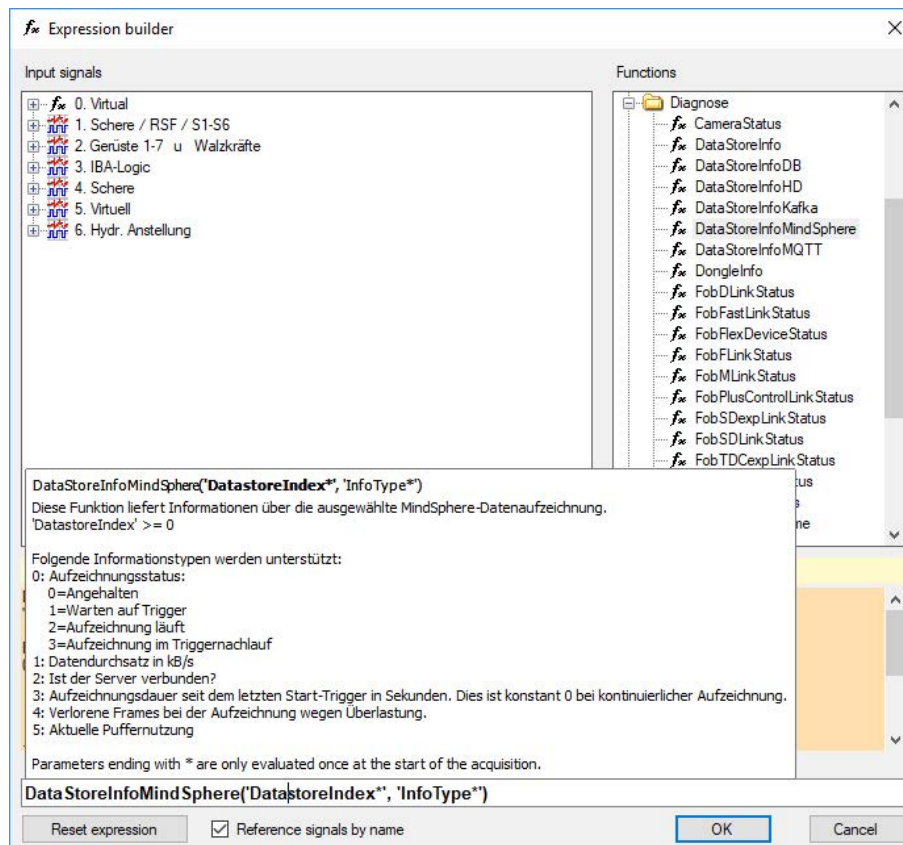 Expression builder
Input signals
0. Virtual
1. Schere / RSF / S1-S6
2. Gerüste 1-7 u Walzkräfte
3. IBA-Logic
4. Schere
5. Virtuell
6. Hydr. Anstellung
Functions
Diagnose
CameraStatus
DataStoreInfo
DataStoreInfoDB
DataStoreInfoHD
DataStoreInfoKafka
DataStoreInfoMindSphere
DataStoreInfoMQTT
DongleInfo
FobDLinkStatus
FobFastLinkStatus
FobFlexDeviceStatus
FobFLinkStatus
FobMLinkStatus
FobPlusControlLinkStatus
FobSDexpLinkStatus
FobSDLinkStatus
FobTDCexpLinkStatus
DataStoreInfoMindSphere('DatastoreIndex*', 'InfoType*')
Diese Funktion liefert Informationen über die ausgewählte MindSphere-Datenaufzeichnung.
'DatastoreIndex' >= 0
Folgende Informationstypen werden unterstützt:
0: Aufzeichnungsstatus:
0=Angehalten
1=Warten auf Trigger
2=Aufzeichnung läuft
3=Aufzeichnung im Triggernachlauf
1: Datendurchsatz in kB/s
2: Ist der Server verbunden?
3: Aufzeichnungsdauer seit dem letzten Start-Trigger in Sekunden. Dies ist konstant 0 bei kontinuierlicher Aufzeichnung.
4: Verlorene Frames bei der Aufzeichnung wegen Überlastung.
5: Aktuelle Puffernutzung
Parameters ending with * are only evaluated once at the start of the acquisition.
DataStoreInfoMindSphere('DatastoreIndex*', 'InfoType*')
Reset expression
Reference signals by name
OK
Cancel